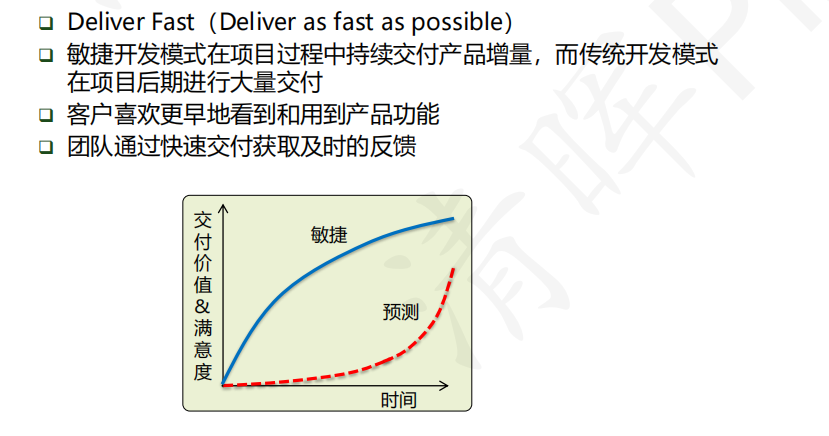 Deliver Fast（Deliver as fast as possible）
敏捷开发模式在项目过程中持续交付产品增量，而传统开发模式
在项目后期进行大量交付
客户喜欢更早地看到和用到产品功能
团队通过快速交付获取及时的反馈
交付价值&满意度
敏捷
预测
时间
清晖P